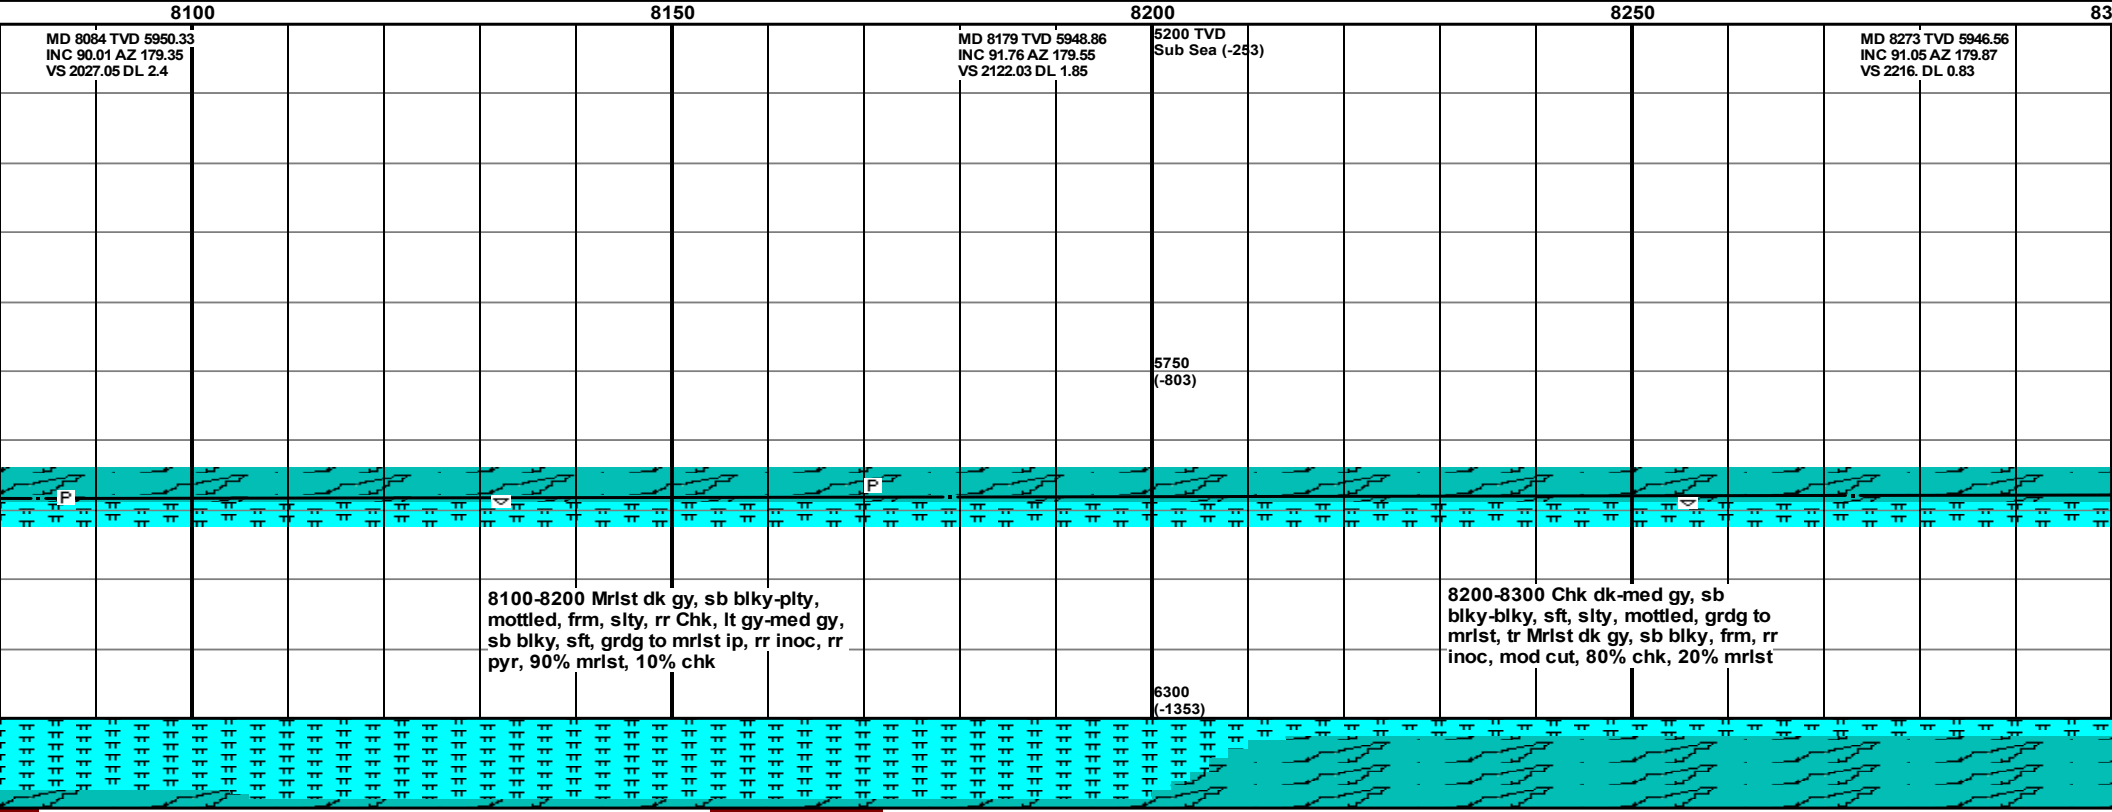 8100
8150
8200
8250
83
MD 8084 TVD 5950.33
INC 90.01 AZ 179.35
VS 2027.05 DL 2.4
MD 8179 TVD 5948.86
INC 91.76 AZ 179.55
VS 2122.03 DL 1.85
5200 TVD
Sub Sea (-253)
MD 8273 TVD 5946.56
INC 91.05 AZ 179.87
VS 2216. DL 0.83
5750
(-803)
P
P
8100-8200 Mrlst dk gy, sb blky-plty,
mottled, frm, slty, rr Chk, lt gy-med gy,
sb blky, sft, grdg to mrlst ip, rr inoc, rr
pyr, 90% mrlst, 10% chk
8200-8300 Chk dk-med gy, sb
blky-blky, sft, slty, mottled, grdg to
mrlst, tr Mrlst dk gy, sb blky, frm, rr
inoc, mod cut, 80% chk, 20% mrlst
6300
(-1353)